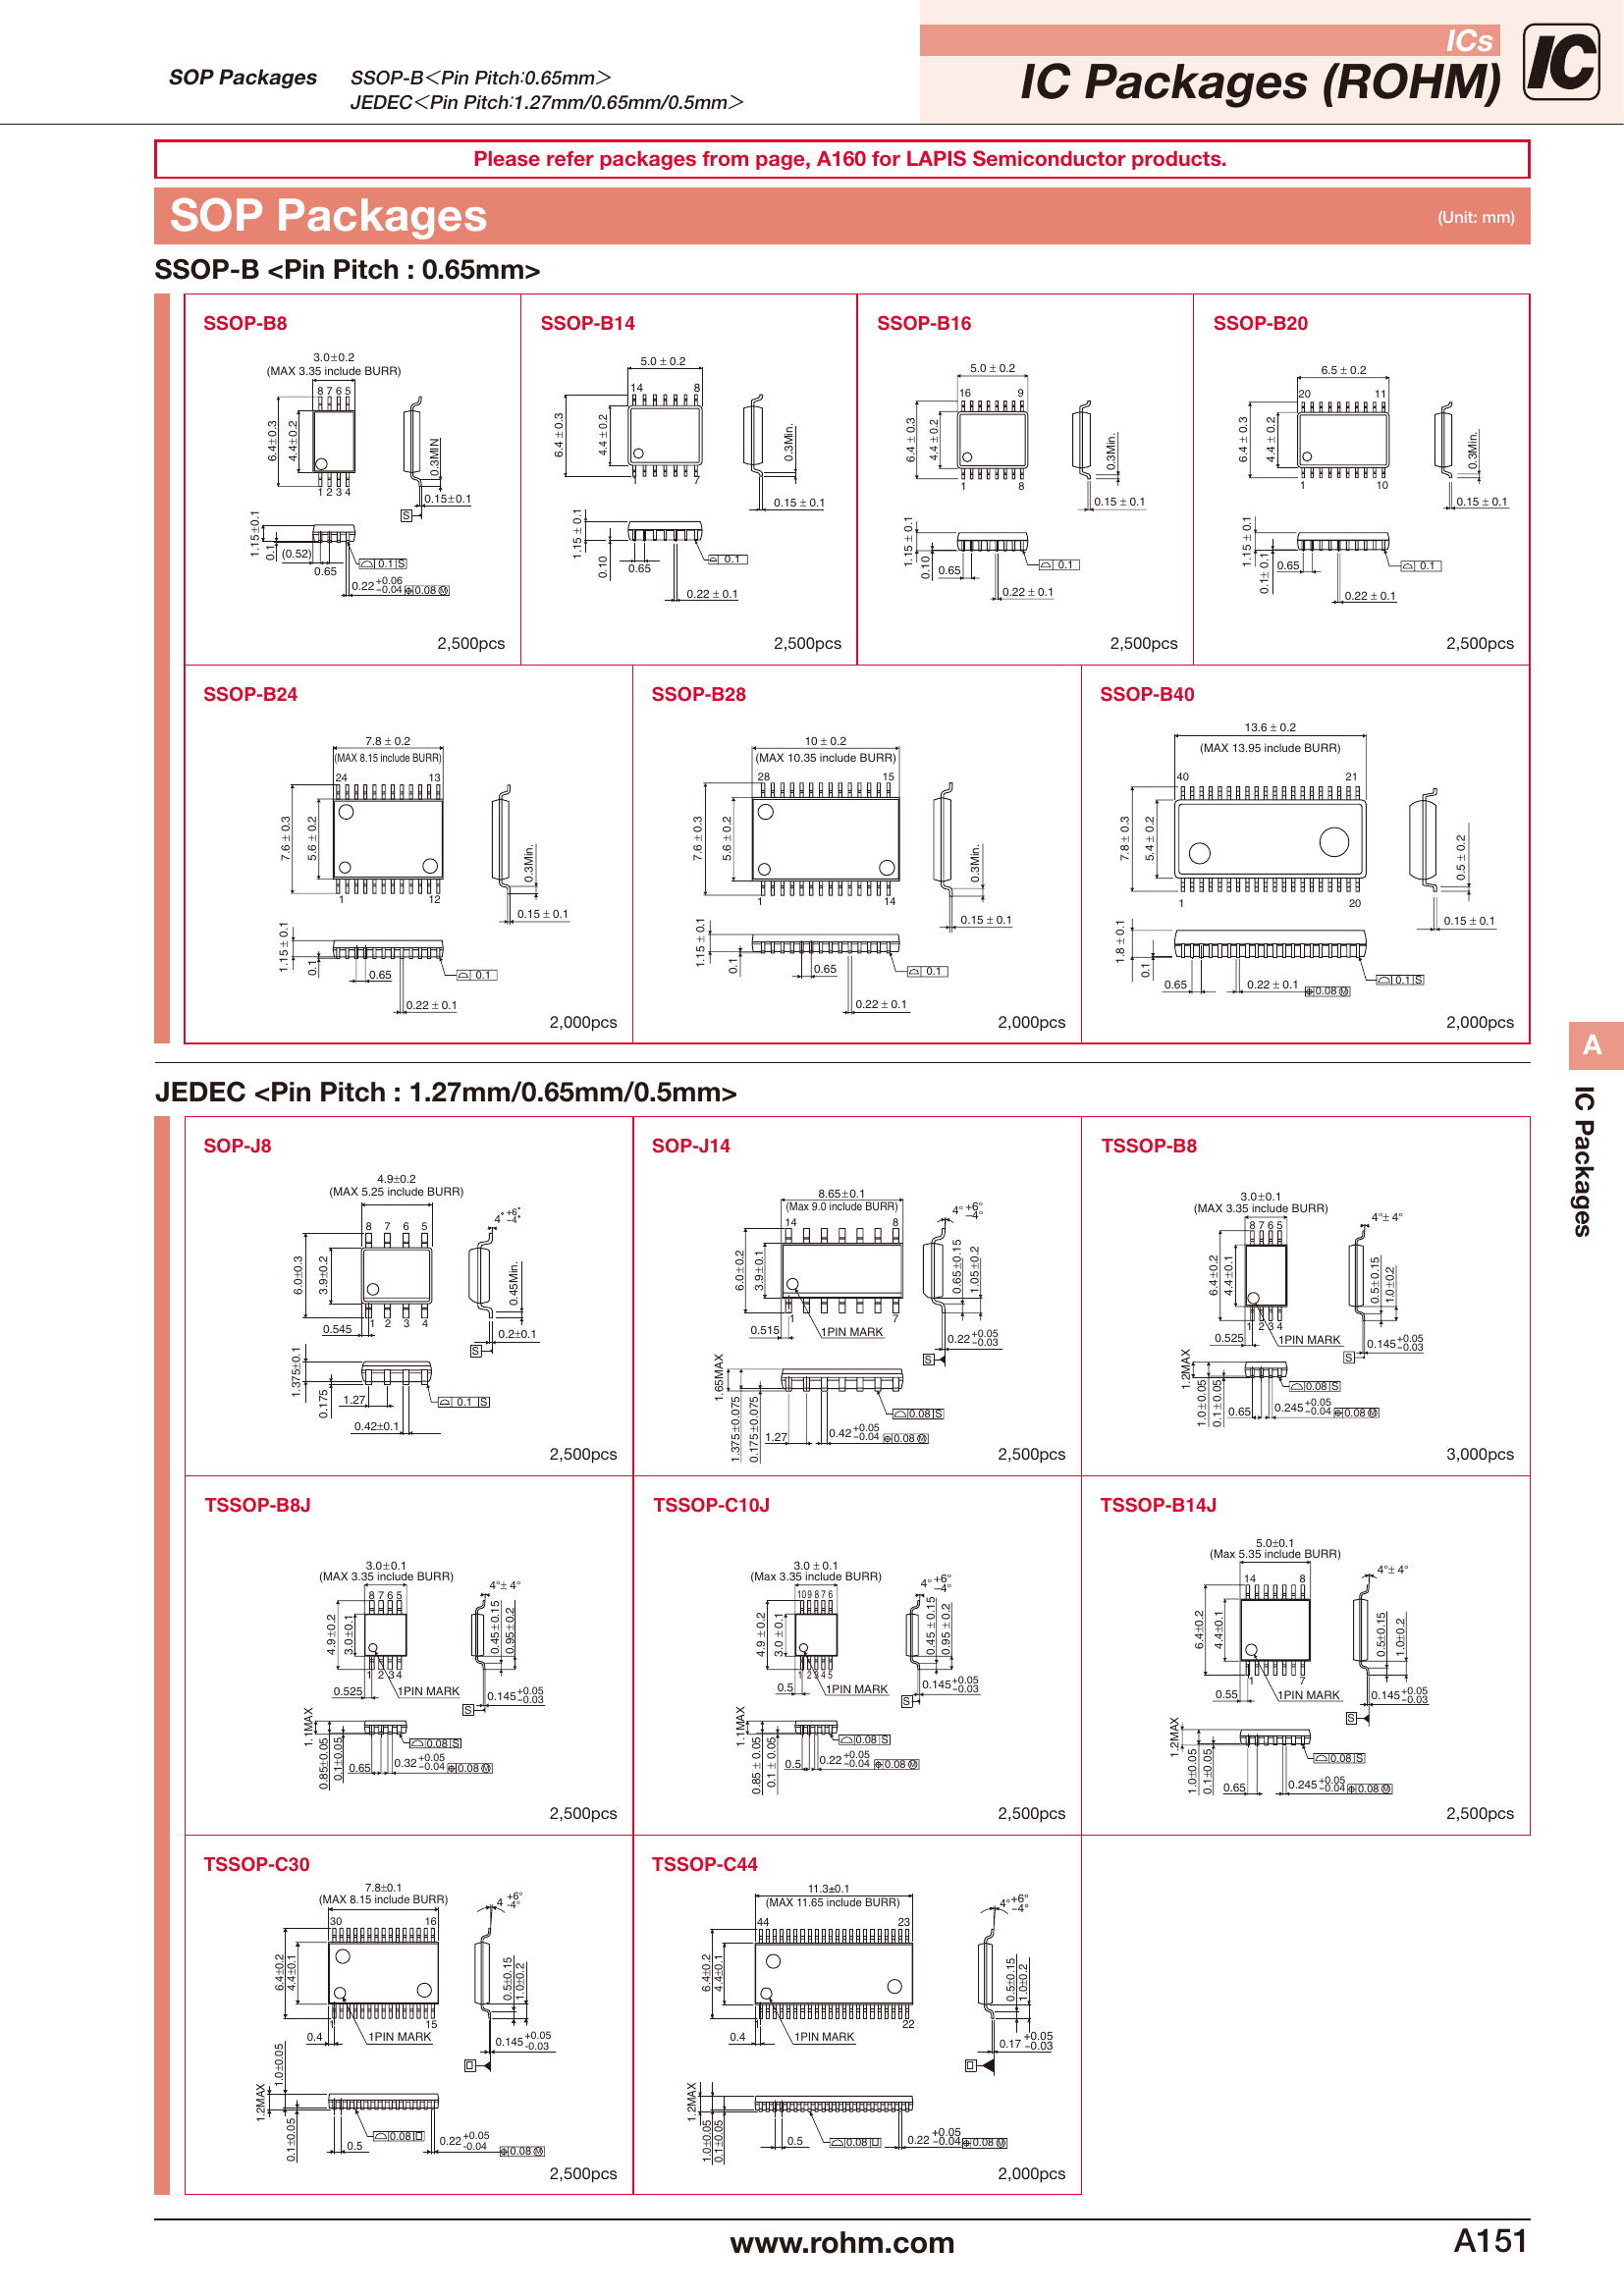 SOP Packages
SSOP-B＜Pin Pitch:0.65mm＞
JEDEC＜Pin Pitch:1.27mm/0.65mm/0.5mm＞
ICs
IC Packages (ROHM)
IC
Please refer packages from page, A160 for LAPIS Semiconductor products.
SOP Packages
(Unit: mm)
SSOP-B <Pin Pitch : 0.65mm>
SSOP-B8
3.0±0.2
(MAX 3.35 include BURR)
8 7 6 5
6.4±0.3
4.4±0.2
0.3MIN
1 2 3 4
0.15±0.1
S
1.15±0.1
0.1
(0.52)
0.65
0.1 S
0.22 +0.06 −0.04
0.08 M
2,500pcs
SSOP-B14
5.0 ± 0.2
14 8
6.4 ± 0.3
4.4 ± 0.2
0.3Min.
1 7
0.15 ± 0.1
1.15 ± 0.1
0.10
0.65
0.1
0.22 ± 0.1
2,500pcs
SSOP-B16
5.0 ± 0.2
16 9
6.4 ± 0.3
4.4 ± 0.2
0.3Min.
1 8
0.15 ± 0.1
1.15 ± 0.1
0.10
0.65
0.1
0.22 ± 0.1
2,500pcs
SSOP-B20
6.5 ± 0.2
20 11
6.4 ± 0.3
4.4 ± 0.2
0.3Min.
1 10
0.15 ± 0.1
1.15 ± 0.1
0.1± 0.1
0.65
0.1
0.22 ± 0.1
2,500pcs
SSOP-B24
7.8 ± 0.2
(MAX 8.15 include BURR)
24 13
7.6 ± 0.3
5.6 ± 0.2
0.3Min.
1 12
0.15 ± 0.1
1.15 ± 0.1
0.1
0.65
0.1
0.22 ± 0.1
2,000pcs
SSOP-B28
10 ± 0.2
(MAX 10.35 include BURR)
28 15
7.6 ± 0.3
5.6 ± 0.2
0.3Min.
1 14
0.15 ± 0.1
1.15 ± 0.1
0.1
0.65
0.1
0.22 ± 0.1
2,000pcs
SSOP-B40
13.6 ± 0.2
(MAX 13.95 include BURR)
40 21
7.8 ± 0.3
5.4 ± 0.2
0.5 ± 0.2
1 20
0.15 ± 0.1
1.8 ± 0.1
0.1
0.65
0.22 ± 0.1
0.08 M
0.1 S
2,000pcs
A
IC Packages
JEDEC <Pin Pitch : 1.27mm/0.65mm/0.5mm>
SOP-J8
4.9±0.2
(MAX 5.25 include BURR)
4° +6° −4°
8 7 6 5
6.0±0.3
3.9±0.2
0.45Min.
1 2 3 4
0.545
0.2±0.1
S
1.375±0.1
0.175
1.27
0.1 S
0.42±0.1
2,500pcs
SOP-J14
8.65±0.1
(Max 9.0 include BURR)
4° +6° −4°
14 8
6.0±0.2
3.9±0.1
0.65±0.15
1.05±0.2
1 7
0.515
1PIN MARK
0.22 +0.05 −0.03
S
1.65MAX
1.375±0.075
0.175±0.075
1.27
0.08 S
0.42 +0.05 −0.04
0.08 M
2,500pcs
TSSOP-B8
3.0±0.1
(MAX 3.35 include BURR)
4°± 4°
8 7 6 5
6.4±0.2
4.4±0.1
0.5±0.15
1.0±0.2
1 2 3 4
0.525
1PIN MARK
0.145 +0.05 −0.03
S
1.2MAX
1.0±0.05
0.1±0.05
0.65
0.08 S
0.245 +0.05 −0.04
0.08 M
3,000pcs
TSSOP-B8J
3.0±0.1
(MAX 3.35 include BURR)
4°± 4°
8 7 6 5
4.9±0.2
3.0±0.1
0.45±0.15
0.95±0.2
1 2 3 4
0.525
1PIN MARK
0.145 +0.05 −0.03
S
1.1MAX
0.85±0.05
0.1±0.05
0.65
0.08 S
0.32 +0.05 −0.04
0.08 M
2,500pcs
TSSOP-C10J
3.0 ± 0.1
(Max 3.35 include BURR)
4° +6° −4°
10 9 8 7 6
4.9 ± 0.2
3.0 ± 0.1
0.45 ± 0.15
0.95 ± 0.2
1 2 3 4 5
0.5
1PIN MARK
0.145 +0.05 −0.03
S
1.1MAX
0.85 ± 0.05
0.1 ± 0.05
0.5
0.08 S
0.22 +0.05 −0.04
0.08 M
2,500pcs
TSSOP-B14J
5.0±0.1
(Max 5.35 include BURR)
4°± 4°
14 8
6.4±0.2
4.4±0.1
0.5±0.15
1.0±0.2
1 7
0.55
1PIN MARK
0.145 +0.05 −0.03
S
1.2MAX
1.0±0.05
0.1±0.05
0.65
0.08 S
0.245 +0.05 −0.04
0.08 M
2,500pcs
TSSOP-C30
7.8±0.1
(MAX 8.15 include BURR)
4 +6° -4°
30 16
6.4±0.2
4.4±0.1
0.5±0.15
1.0±0.2
1 15
0.4
1PIN MARK
0.145 +0.05 -0.03
1.2MAX
1.0±0.05
0.1±0.05
0.5
0.08
0.22 +0.05 -0.04
0.08 M
2,500pcs
TSSOP-C44
11.3±0.1
(MAX 11.65 include BURR)
4° +6° −4°
44 23
6.4±0.2
4.4±0.1
0.5±0.15
1.0±0.2
1 22
0.4
1PIN MARK
0.17 +0.05 −0.03
1.2MAX
1.0±0.05
0.1±0.05
0.5
0.08
0.22 +0.05 −0.04
0.08 M
2,000pcs
www.rohm.com
A151